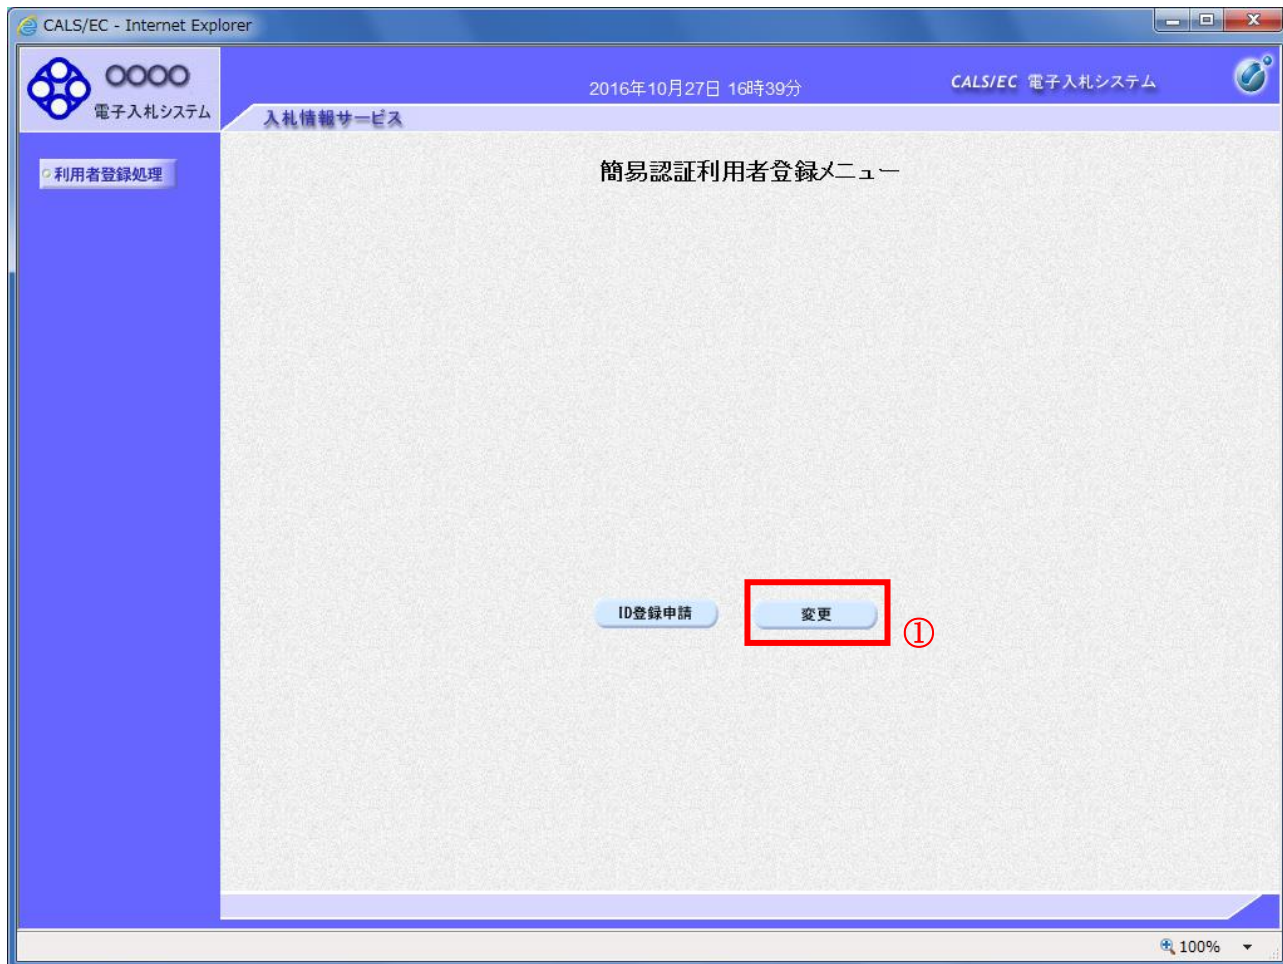 CALS/EC - Internet Explorer
○○○○
電子入札システム
2016年10月27日 16時39分
CALS/EC 電子入札システム
入札情報サービス
利用者登録処理
簡易認証利用者登録メニュー
ID登録申請
変更
①
100%